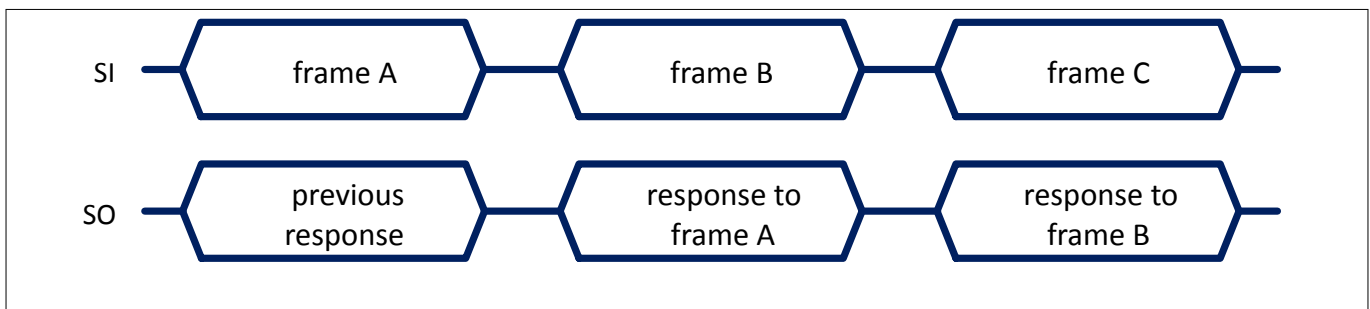 SI frame A frame B frame C
SO previous response to response to
response frame A frame B